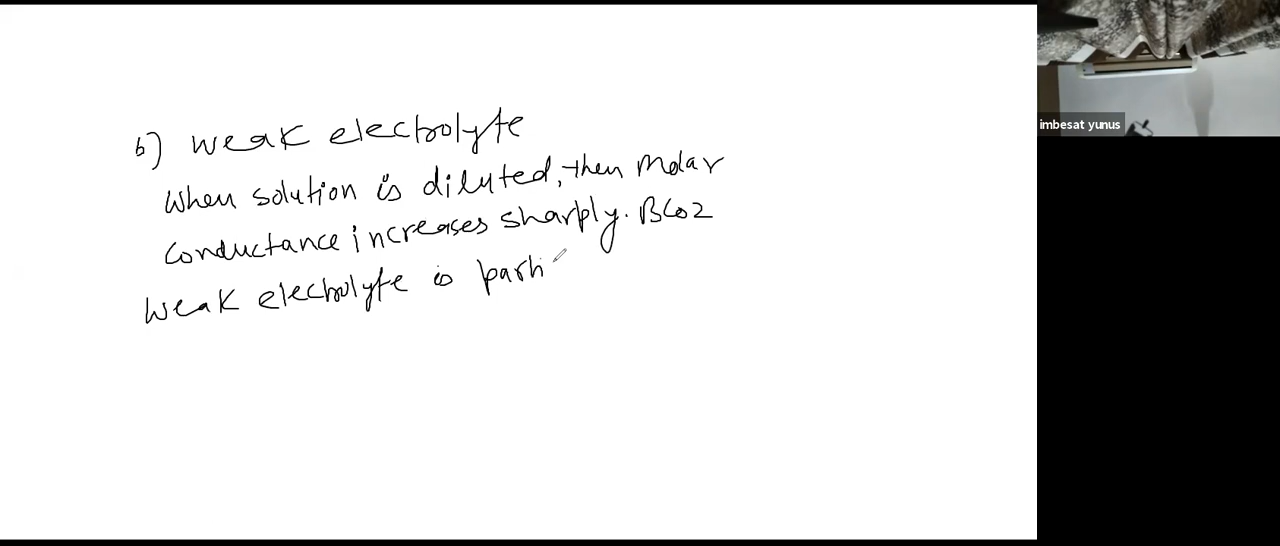 b) weak electrolyte
When solution is diluted, then Molar
conductance increases sharply. BCoz
weak electrolyte is parti
imbesat yunus